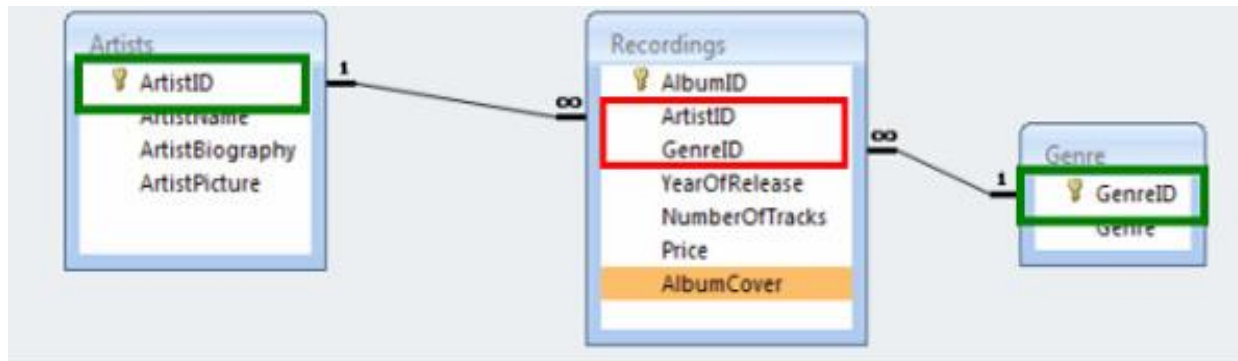 Artists
ArtistID
ArtistName
ArtistBiography
ArtistPicture
1
∞
Recordings
AlbumID
ArtistID
GenreID
YearOfRelease
NumberOfTracks
Price
AlbumCover
∞
1
Genre
GenreID
Genre